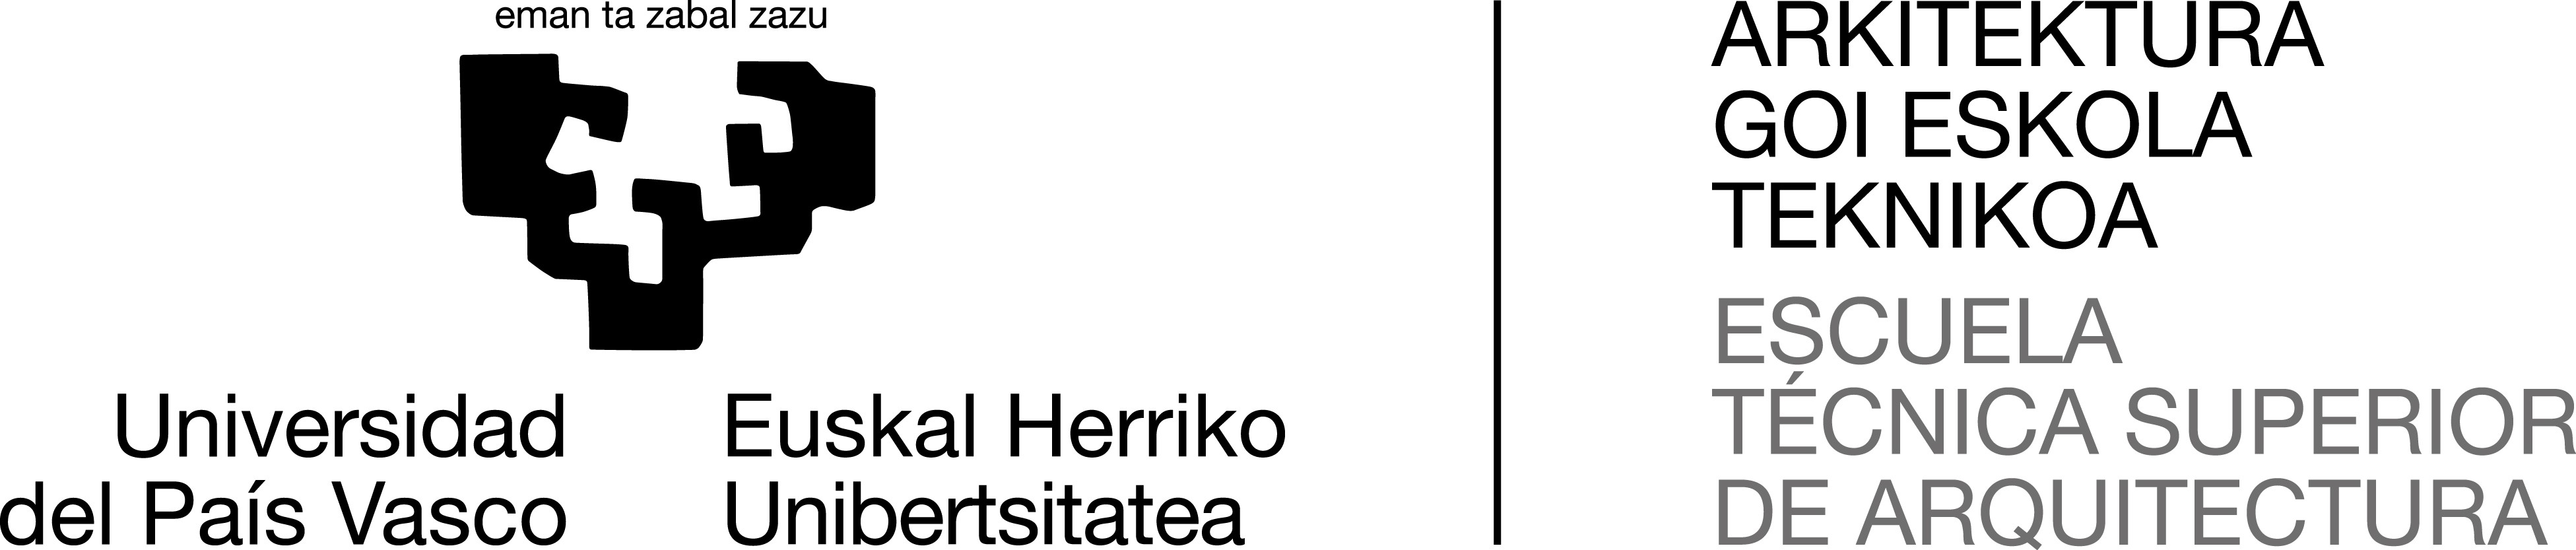 eman ta zabal zazu
Universidad
del País Vasco
Euskal Herriko
Unibertsitatea
ARKITEKTURA
GOI ESKOLA
TEKNIKOA
ESCUELA
TÉCNICA SUPERIOR
DE ARQUITECTURA